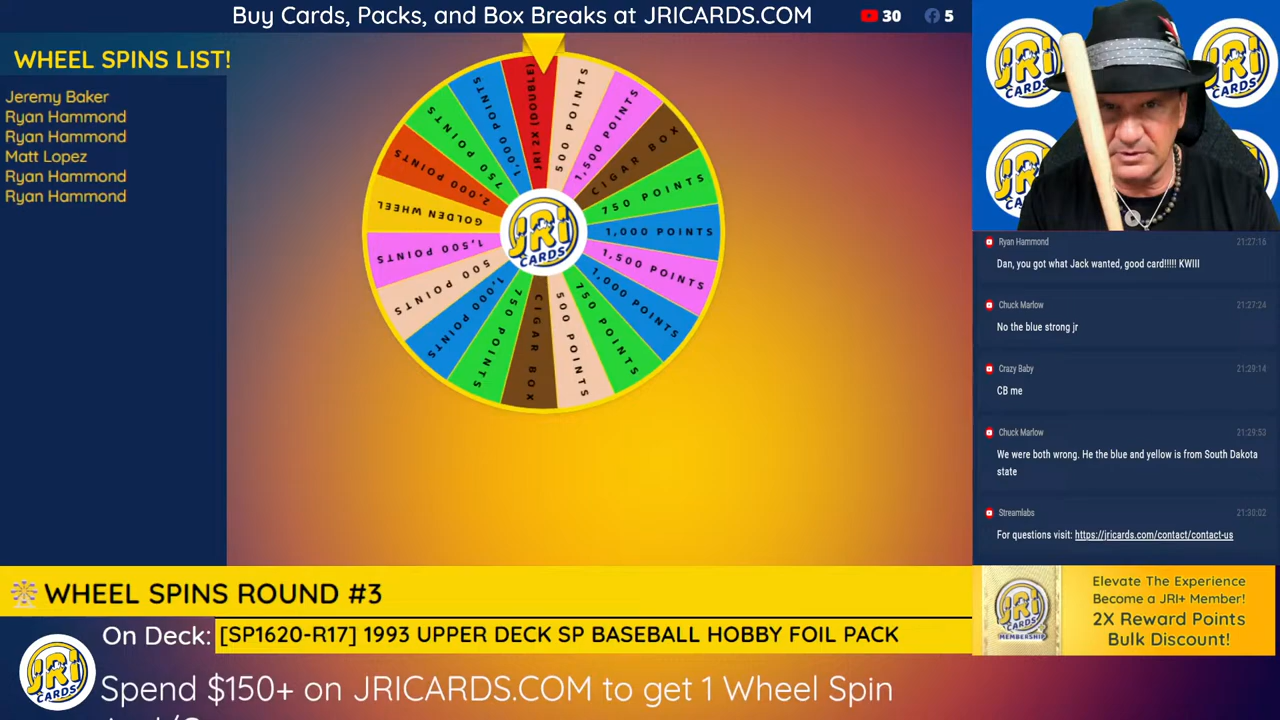 Buy Cards, Packs, and Box Breaks at JRICARDS.COM
30
5
WHEEL SPINS LIST!
Jeremy Baker
Ryan Hammond
Ryan Hammond
Matt Lopez
Ryan Hammond
Ryan Hammond
JRI 2X (DOUBLE)
500 POINTS
1,500 POINTS
CIGAR BOX
750 POINTS
1,000 POINTS
1,500 POINTS
1,000 POINTS
750 POINTS
500 POINTS
CIGAR BOX
750 POINTS
1,000 POINTS
500 POINTS
1,500 POINTS
GOLDEN WHEEL
2,000 POINTS
750 POINTS
1,000 POINTS
JRI
CARDS
JRI
CARDS
JRI
CARDS
Ryan Hammond 21:27:16
Dan, you got what Jack wanted, good card!!!!! KWIII
Chuck Marlow 21:27:24
No the blue strong jr
Crazy Baby 21:29:14
CB me
Chuck Marlow 21:29:53
We were both wrong. He the blue and yellow is from South Dakota
state
Streamlabs 21:30:02
For questions visit: https://jricards.com/contact/contact-us
WHEEL SPINS ROUND #3
On Deck: [SP1620-R17] 1993 UPPER DECK SP BASEBALL HOBBY FOIL PACK
JRI
CARDS
Spend $150+ on JRICARDS.COM to get 1 Wheel Spin
JRI
CARDS
MEMBERSHIP
Elevate The Experience
Become a JRI+ Member!
2X Reward Points
Bulk Discount!